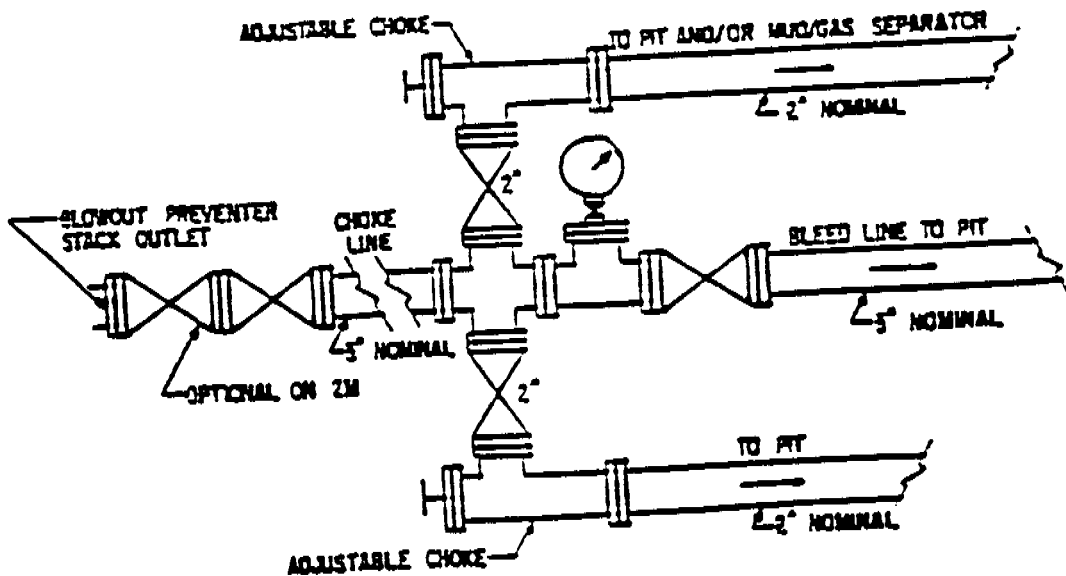 ADJUSTABLE CHOKE
TO PIT AND/OR MUD/GAS SEPARATOR
2" NOMINAL
2"
BLOWOUT PREVENTER
STACK OUTLET
CHOKE
LINE
BLEED LINE TO PIT
3" NOMINAL
3" NOMINAL
OPTIONAL ON 2M
2"
TO PIT
2" NOMINAL
ADJUSTABLE CHOKE